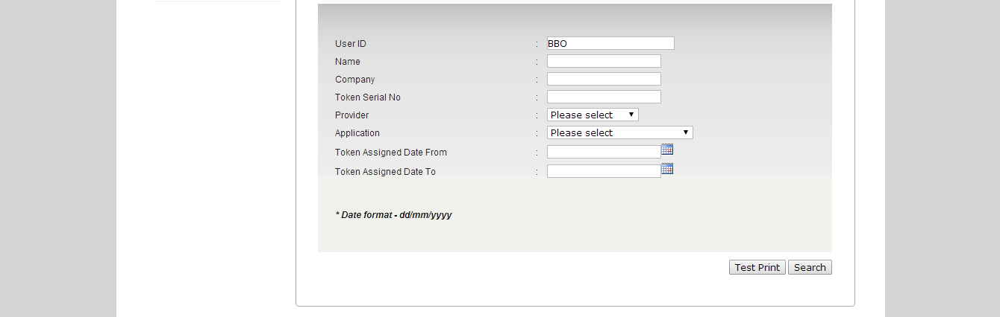 User ID : BBO
Name :
Company :
Token Serial No :
Provider : Please select
Application : Please select
Token Assigned Date From :
Token Assigned Date To :
* Date format - dd/mm/yyyy
Test Print Search